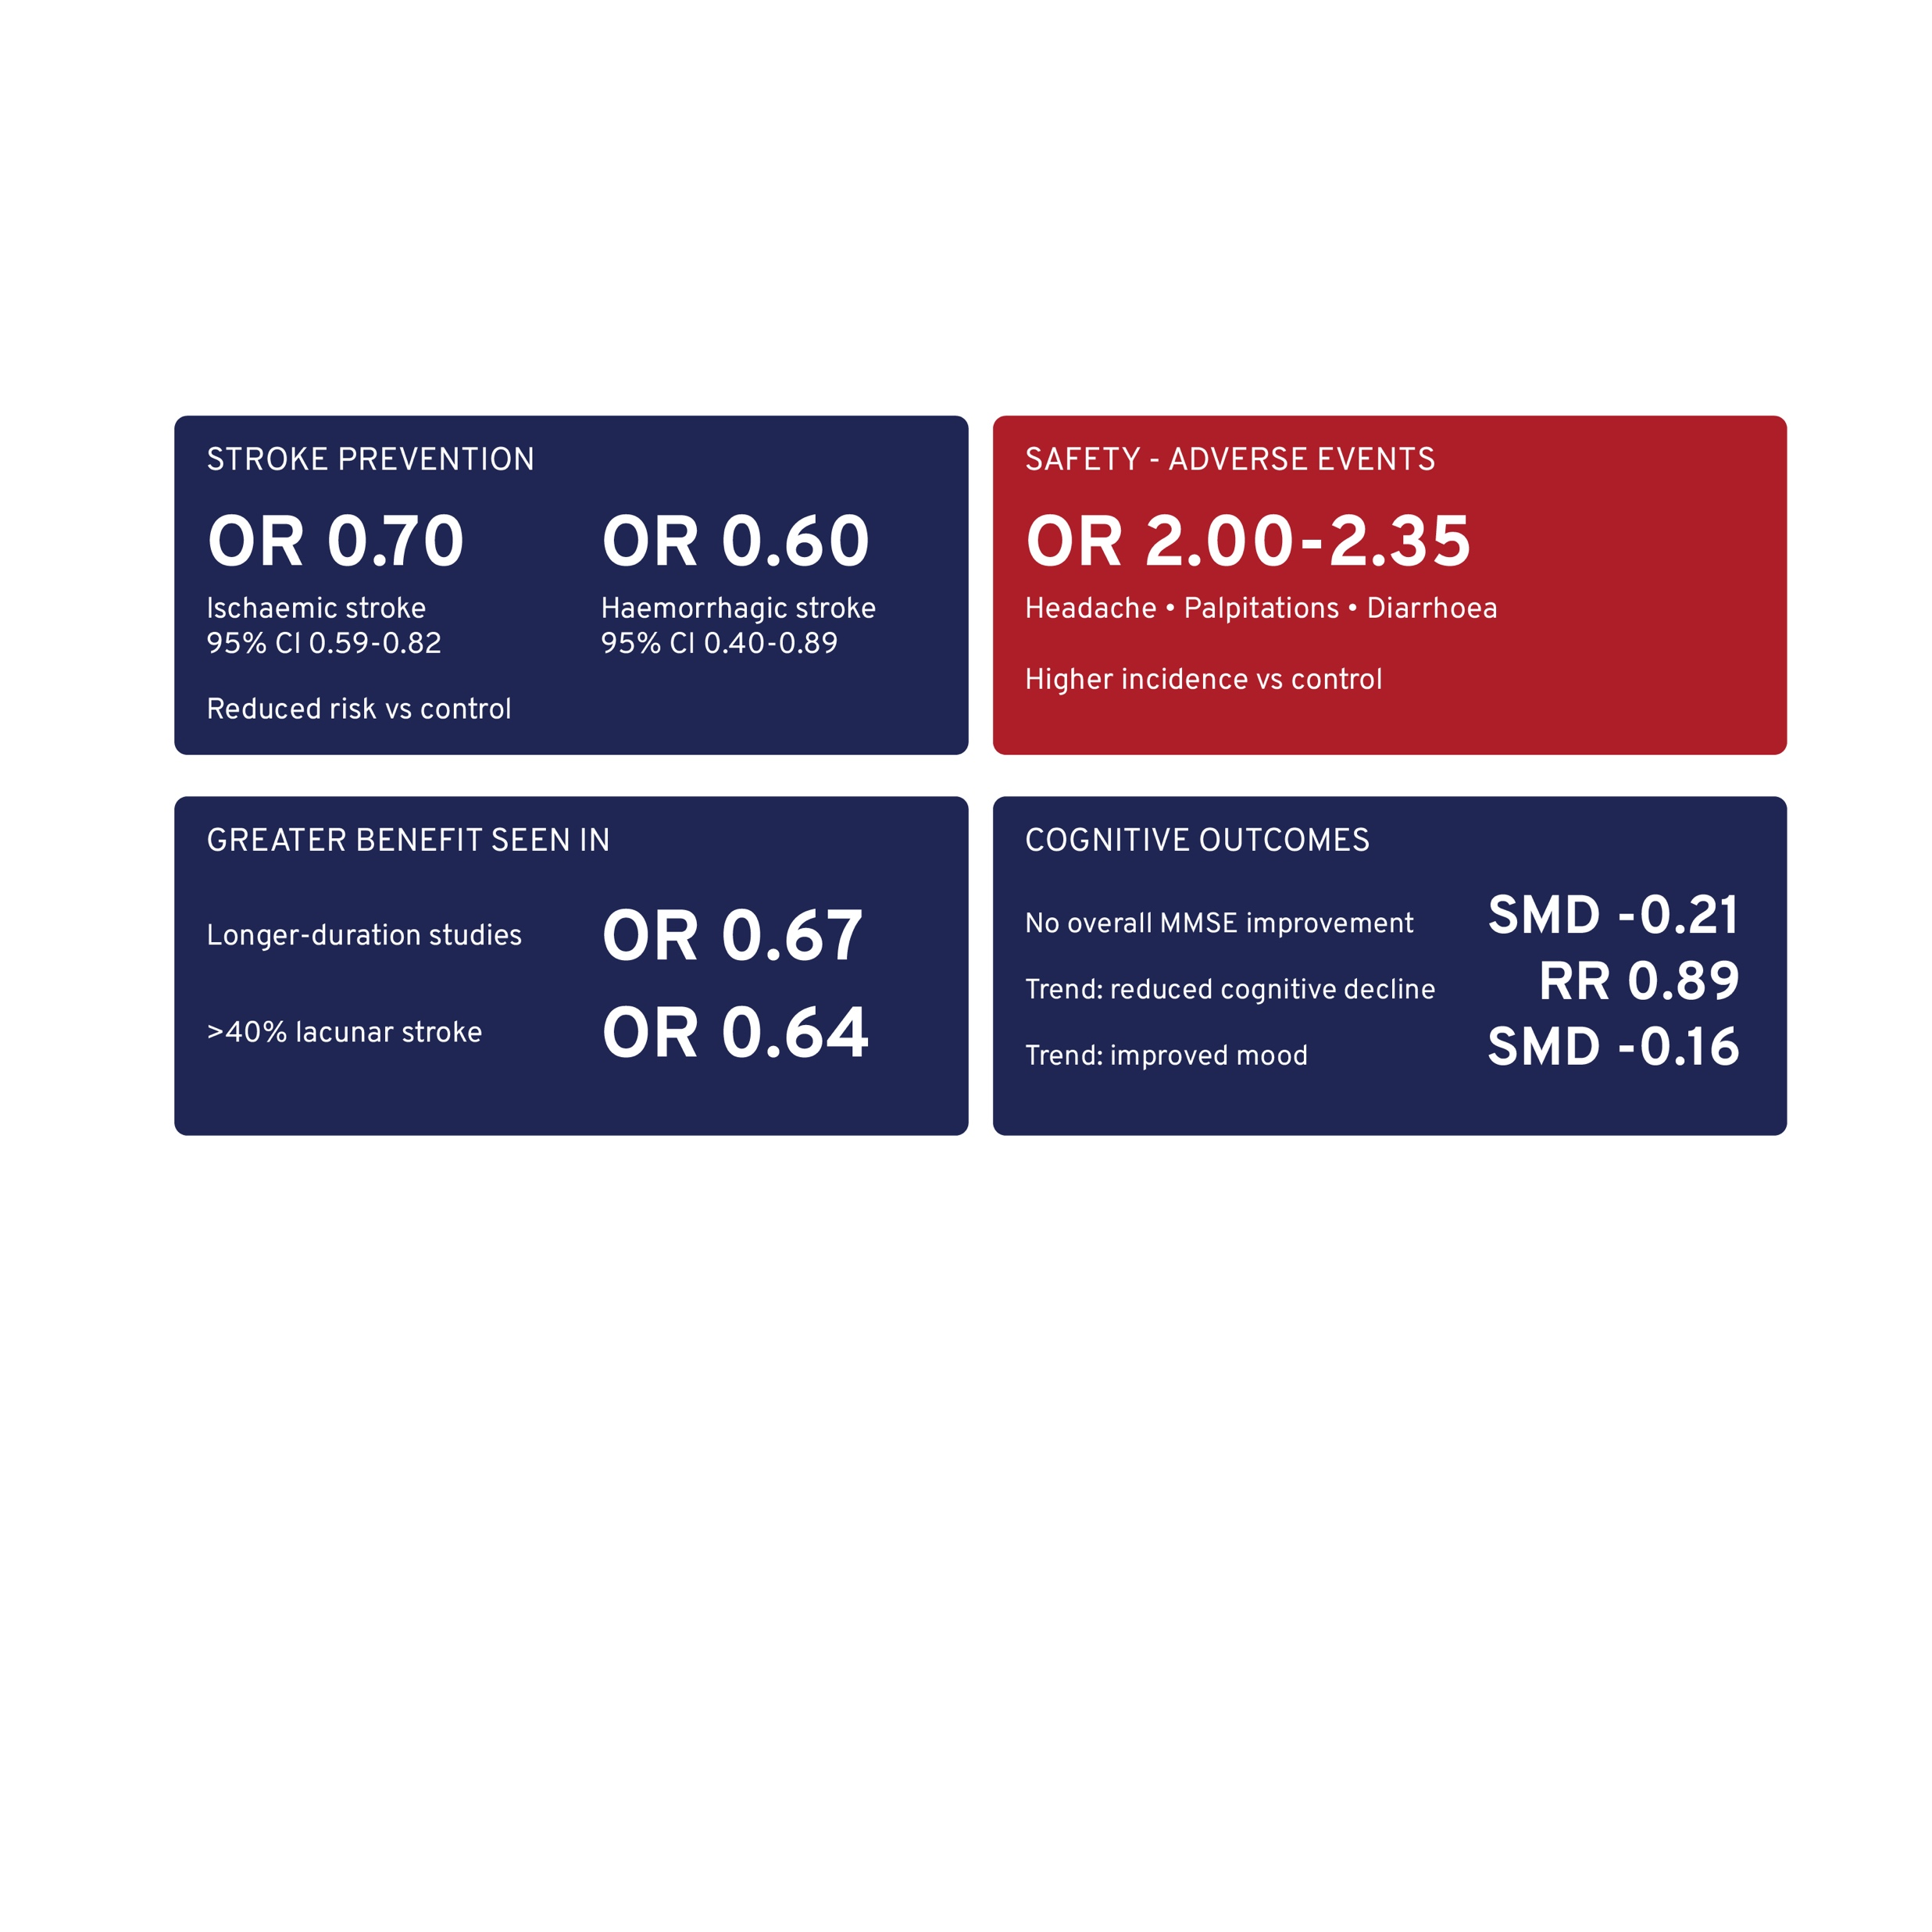 STROKE PREVENTION
OR 0.70
Ischaemic stroke
95% CI 0.59-0.82
OR 0.60
Haemorrhagic stroke
95% CI 0.40-0.89
Reduced risk vs control
SAFETY - ADVERSE EVENTS
OR 2.00-2.35
Headache • Palpitations • Diarrhoea
Higher incidence vs control
GREATER BENEFIT SEEN IN
Longer-duration studies OR 0.67
>40% lacunar stroke OR 0.64
COGNITIVE OUTCOMES
No overall MMSE improvement SMD -0.21
Trend: reduced cognitive decline RR 0.89
Trend: improved mood SMD -0.16